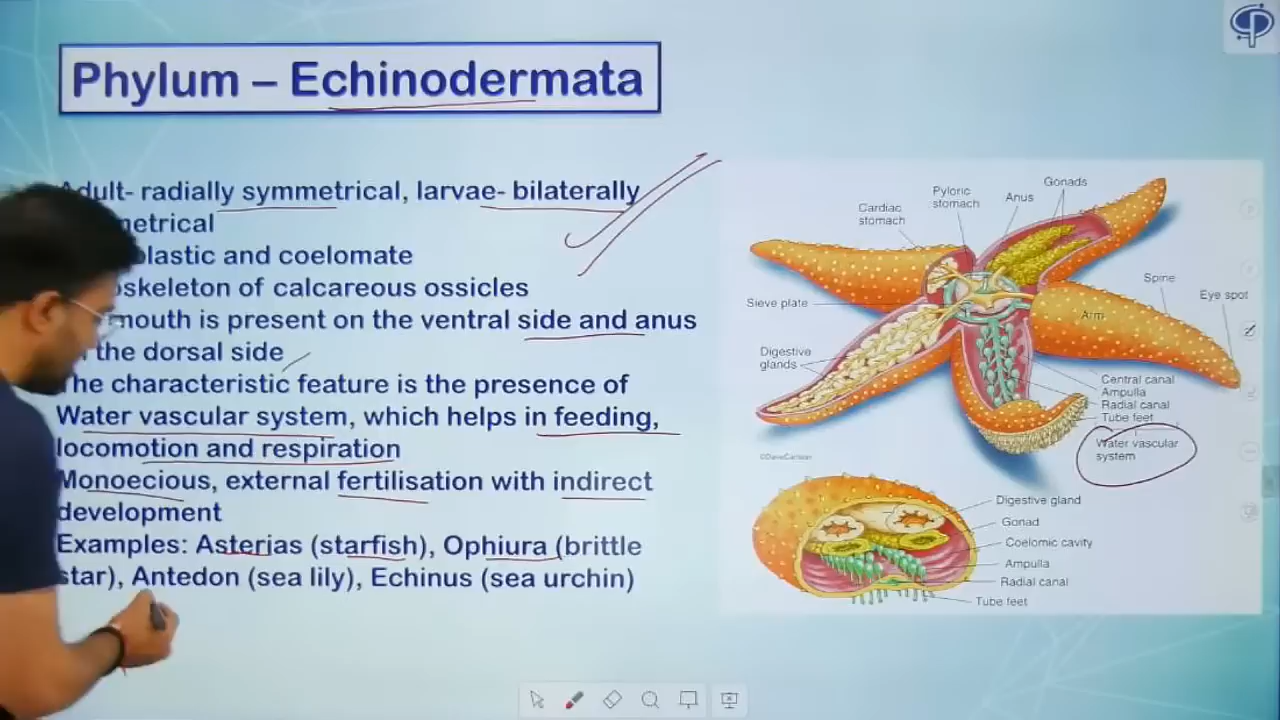 Phylum – Echinodermata
Adult- radially symmetrical, larvae- bilaterally
metrical
blastic and coelomate
oskeleton of calcareous ossicles
mouth is present on the ventral side and anus
the dorsal side
The characteristic feature is the presence of
Water vascular system, which helps in feeding,
locomotion and respiration
Monoecious, external fertilisation with indirect
development
Examples: Asterias (starfish), Ophiura (brittle
star), Antedon (sea lily), Echinus (sea urchin)
Gonads
Pyloric
stomach
Anus
Cardiac
stomach
Spine
Eye spot
Sieve plate
Arm
Digestive
glands
Central canal
Ampulla
Radial canal
Tube feet
Water vascular
system
Digestive gland
Gonad
Coelomic cavity
Ampulla
Radial canal
Tube feet